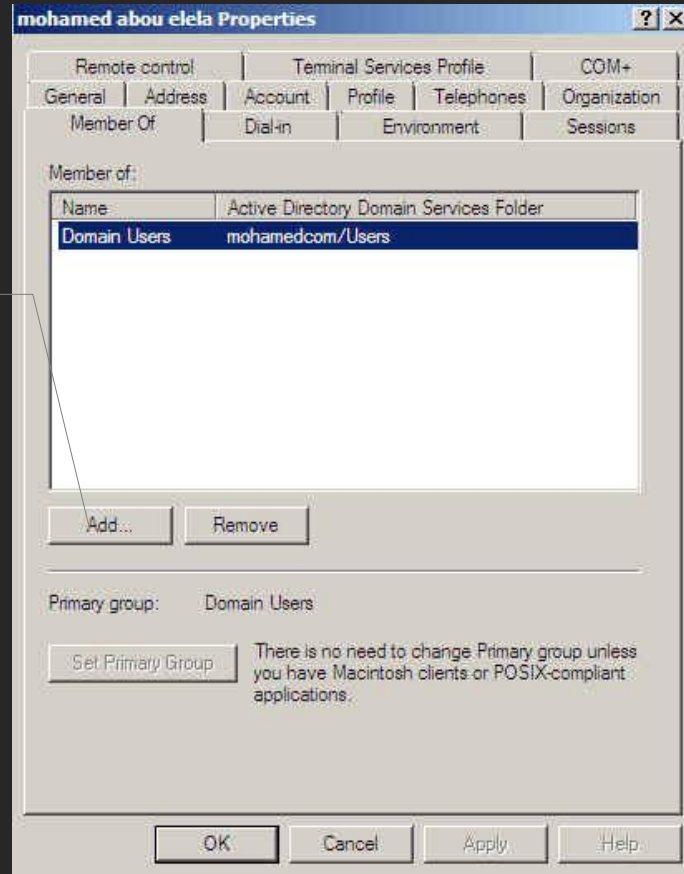 mohamed abou elela Properties
Remote control Terminal Services Profile COM+
General Address Account Profile Telephones Organization
Member Of Dial-in Environment Sessions
Member of:
Name Active Directory Domain Services Folder
Domain Users mohamedcom/Users
Add... Remove
Primary group: Domain Users
Set Primary Group
There is no need to change Primary group unless
you have Macintosh clients or POSIX-compliant
applications.
OK Cancel Apply Help